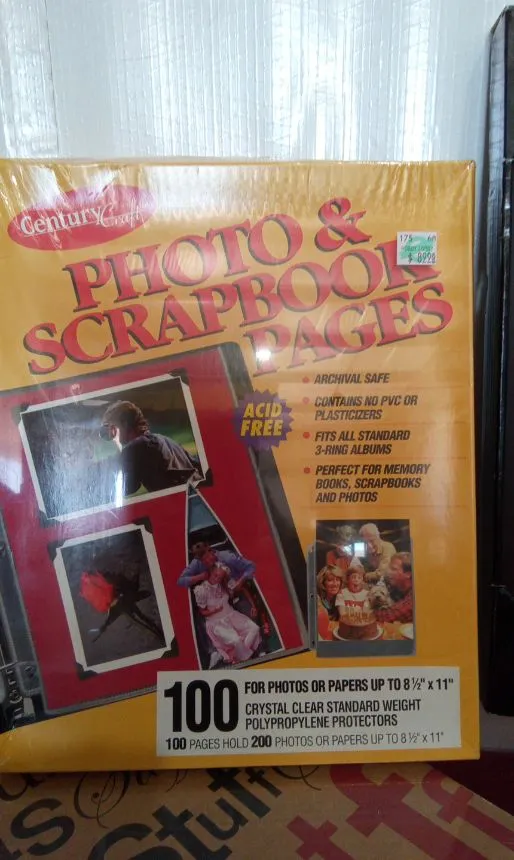 Century Craft
PHOTO &
SCRAPBOOK
PAGES
175
ACID
FREE
• ARCHIVAL SAFE
• CONTAINS NO PVC OR
PLASTICIZERS
• FITS ALL STANDARD
3-RING ALBUMS
• PERFECT FOR MEMORY
BOOKS, SCRAPBOOKS
AND PHOTOS
100 FOR PHOTOS OR PAPERS UP TO 8 ½" x 11"
CRYSTAL CLEAR STANDARD WEIGHT
POLYPROPYLENE PROTECTORS
100 PAGES HOLD 200 PHOTOS OR PAPERS UP TO 8 ½" x 11"
Stuff